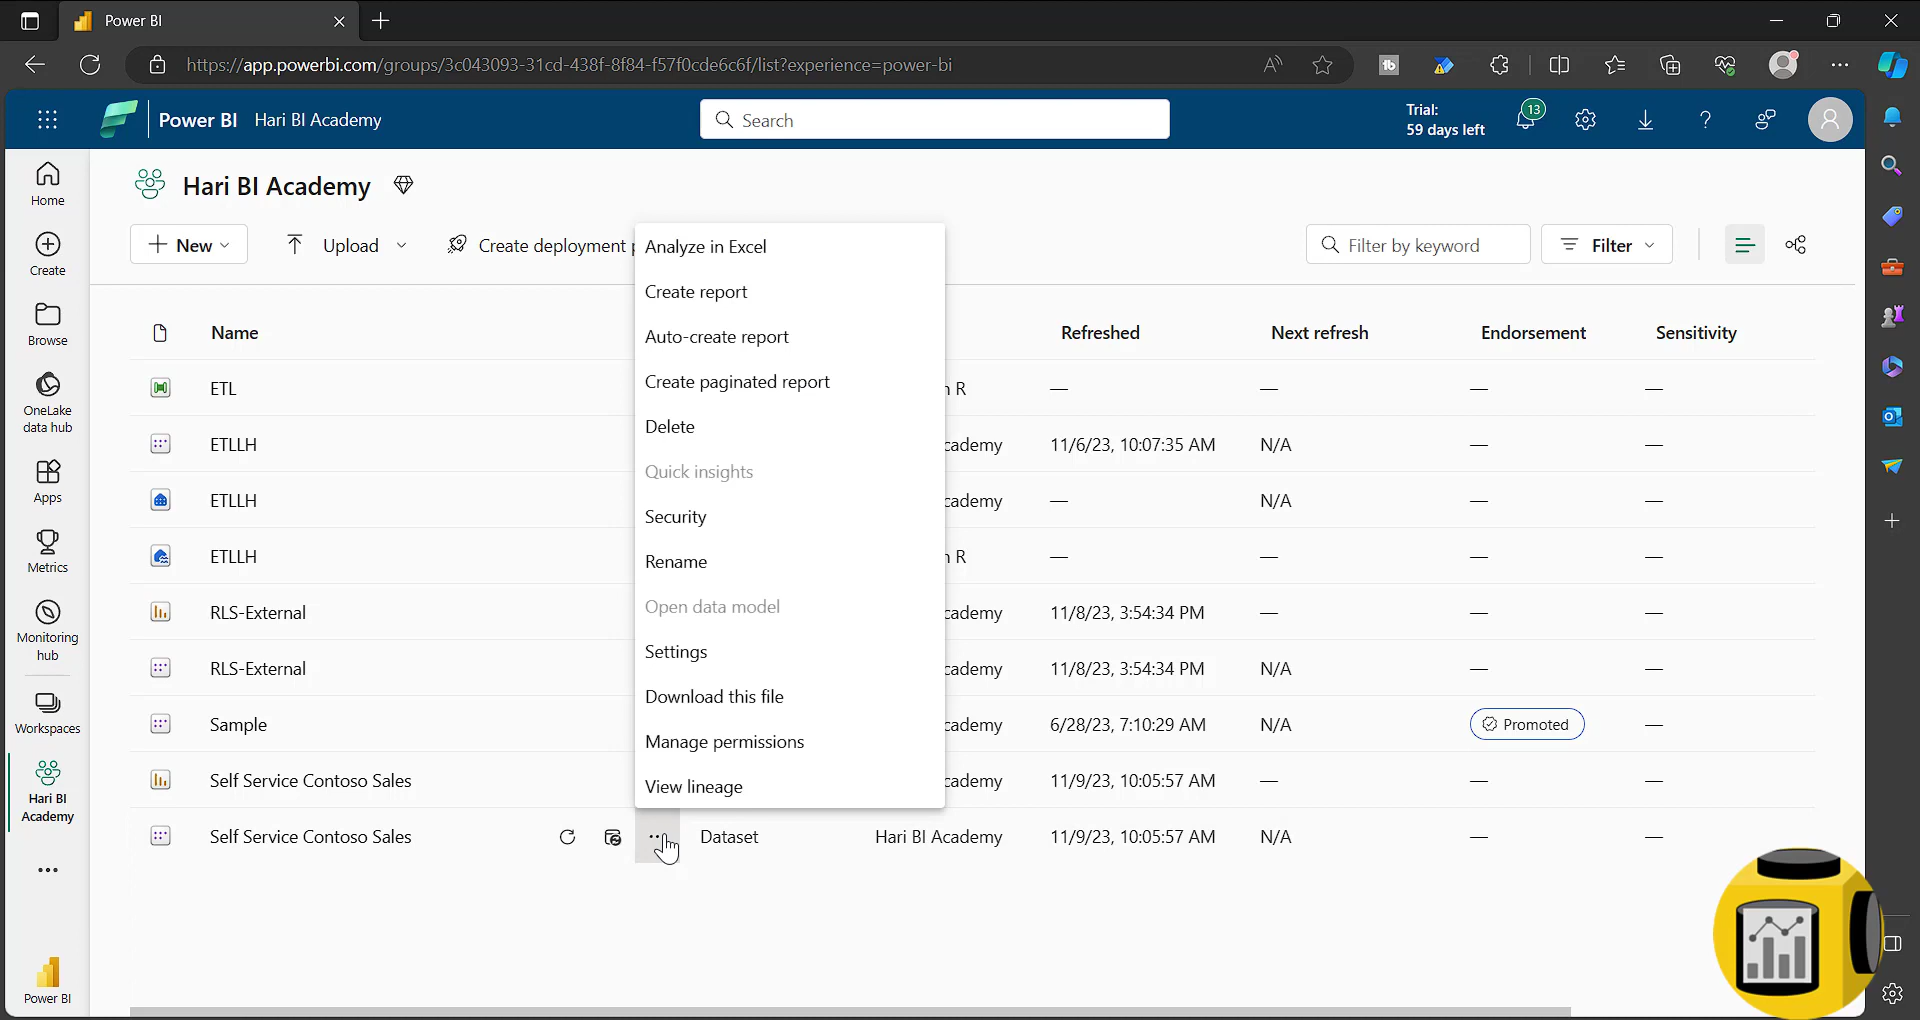 Power BI
https://app.powerbi.com/groups/3c043093-31cd-438f-8f84-f57f0cde6c6f/list?experience=power-bi
Power BI Hari BI Academy
Search
Trial:
59 days left
13
Home
Create
Browse
OneLake
data hub
Apps
Metrics
Monitoring
hub
Workspaces
Hari BI
Academy
Power BI
Hari BI Academy
New
Upload
Create deployment p
Filter by keyword
Filter
Analyze in Excel
Create report
Auto-create report
Create paginated report
Delete
Quick insights
Security
Rename
Open data model
Settings
Download this file
Manage permissions
View lineage
Name Refreshed Next refresh Endorsement Sensitivity
ETL n R — — — —
ETLLH cademy 11/6/23, 10:07:35 AM N/A — —
ETLLH cademy — N/A — —
ETLLH n R — — — —
RLS-External cademy 11/8/23, 3:54:34 PM — — —
RLS-External cademy 11/8/23, 3:54:34 PM N/A — —
Sample cademy 6/28/23, 7:10:29 AM N/A Promoted —
Self Service Contoso Sales cademy 11/9/23, 10:05:57 AM — — —
Self Service Contoso Sales Dataset Hari BI Academy 11/9/23, 10:05:57 AM N/A — —